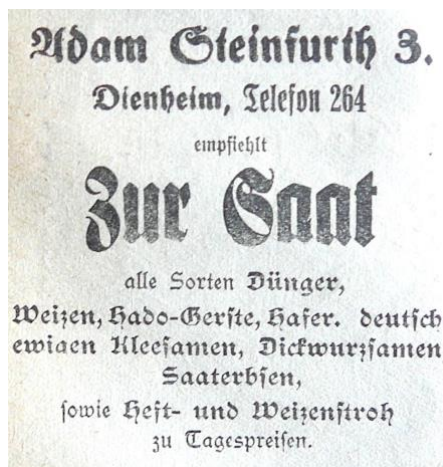 Adam Steinfurth 3.
Dienheim, Telefon 264
empfiehlt
Zur Saat
alle Sorten Dünger,
Weizen, Hado-Gerste, Hafer. deutsch
ewigen Kleesamen, Dickwurzsamen
Saaterbsen,
sowie Heft- und Weizenstroh
zu Tagespreisen.